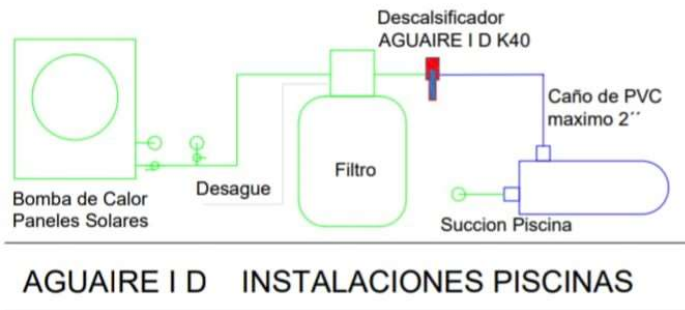 Descalsificador
AGUAIRE I D K40
Caño de PVC
maximo 2´´
Filtro
Desague
Bomba de Calor
Paneles Solares
Succion Piscina
AGUAIRE I D INSTALACIONES PISCINAS